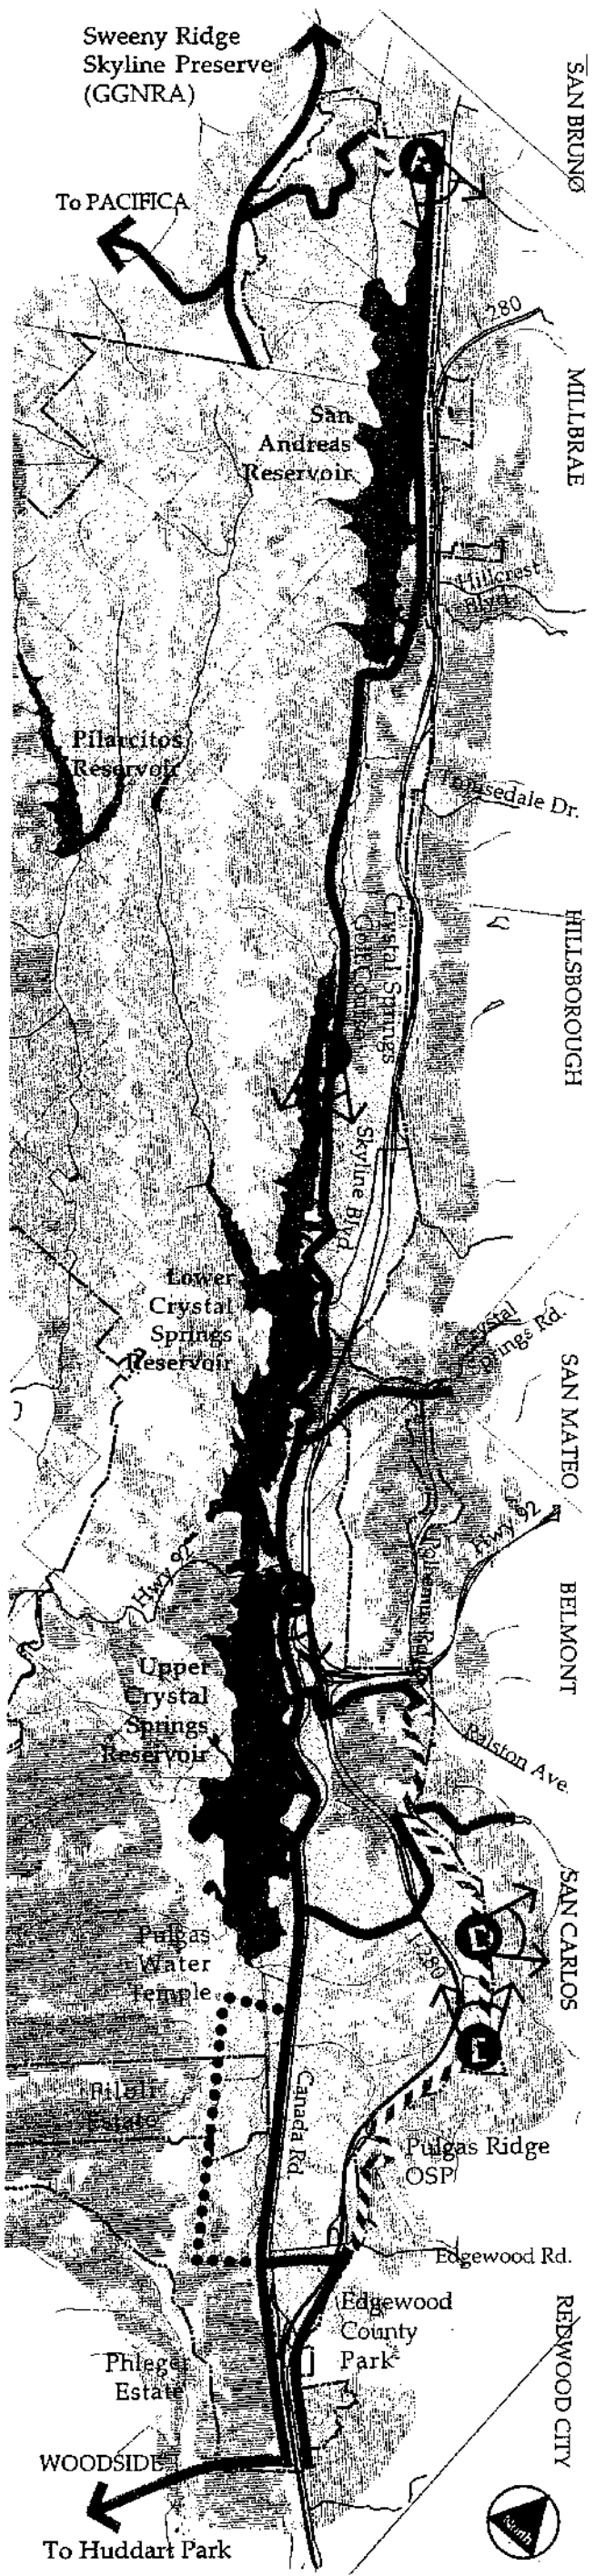 Sweeny Ridge
Skyline Preserve
(GGNRA)
SAN BRUNO
A
To PACIFICA
I-280
MILLBRAE
San
Andreas
Reservoir
Hillcrest
Blvd.
Pilarcitos
Reservoir
Dr.
HILLSBOROUGH
Crystal Springs
Golf Course
Skyline Blvd
Lower
Crystal
Springs
Reservoir
Crystal
Springs Rd.
SAN MATEO
Hwy 92
Hwy 92
BELMONT
Upper
Crystal
Springs
Reservoir
Ralston Ave.
SAN CARLOS
I-280
Pulgas
Water
Temple
Filoli
Estate
Canada Rd
Pulgas Ridge
OSP
Edgewood Rd.
Edgewood
County
Park
REDWOOD CITY
Phleger
Estate
WOODSIDE
To Huddart Park
North